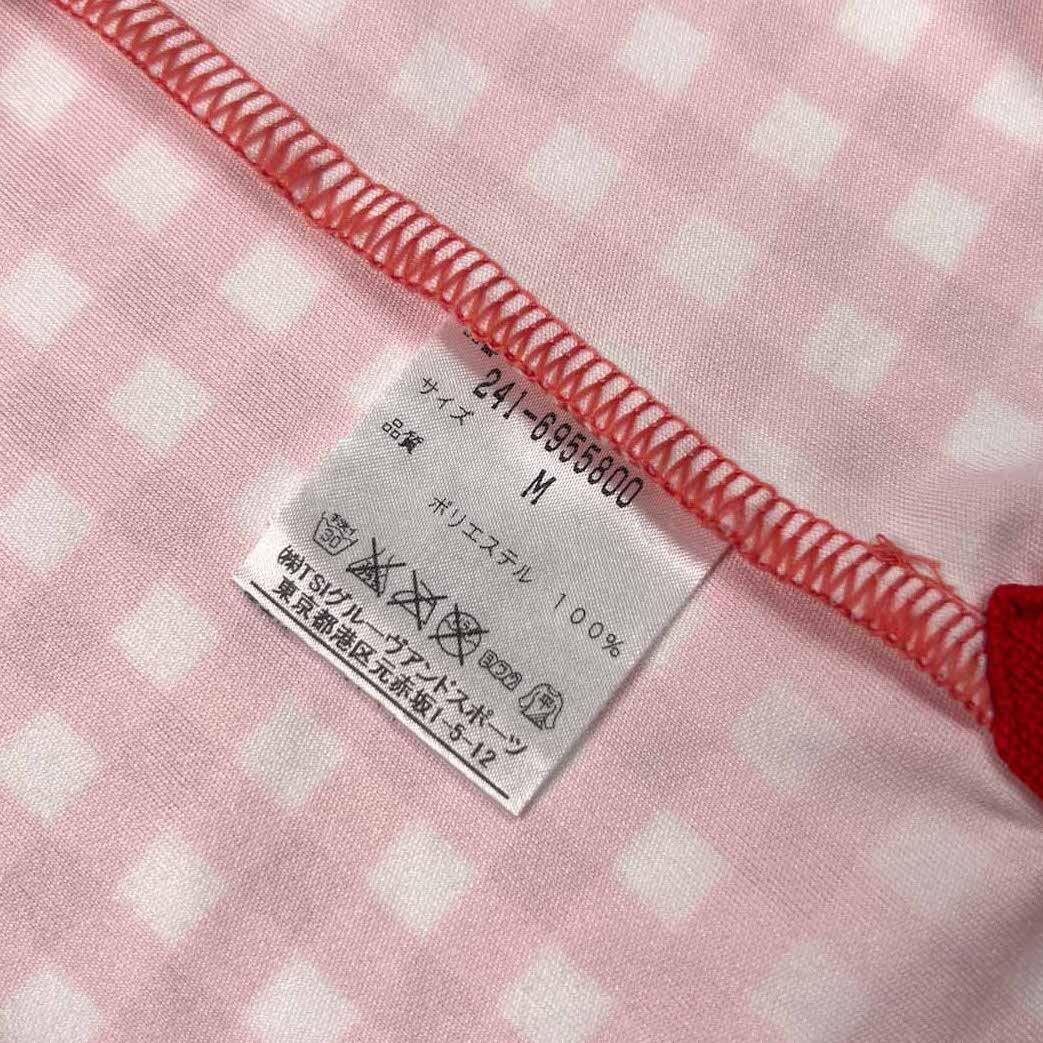 241-6955800
サイズ M
品質
ポリエステル 100%
㈱TSIグルーヴアンドスポーツ
東京都港区元赤坂1-5-12